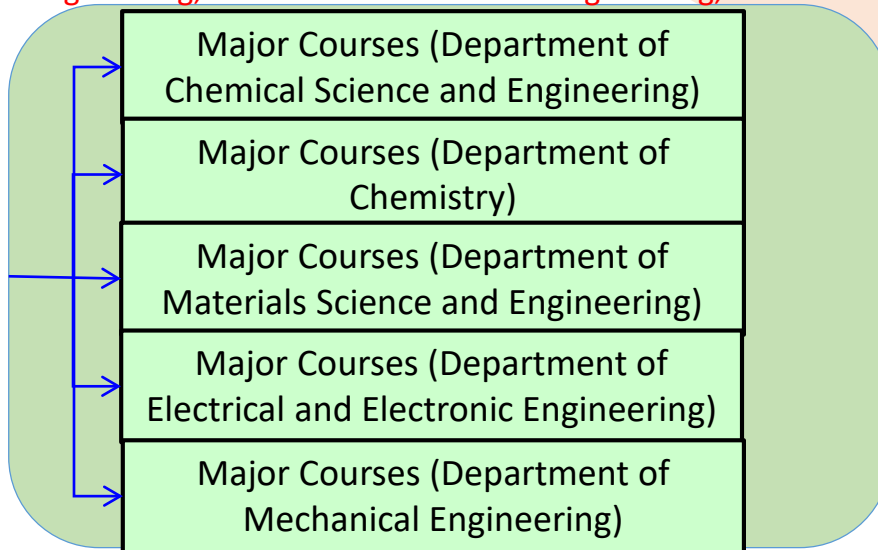 Major Courses (Department of
Chemical Science and Engineering)
Major Courses (Department of
Chemistry)
Major Courses (Department of
Materials Science and Engineering)
Major Courses (Department of
Electrical and Electronic Engineering)
Major Courses (Department of
Mechanical Engineering)